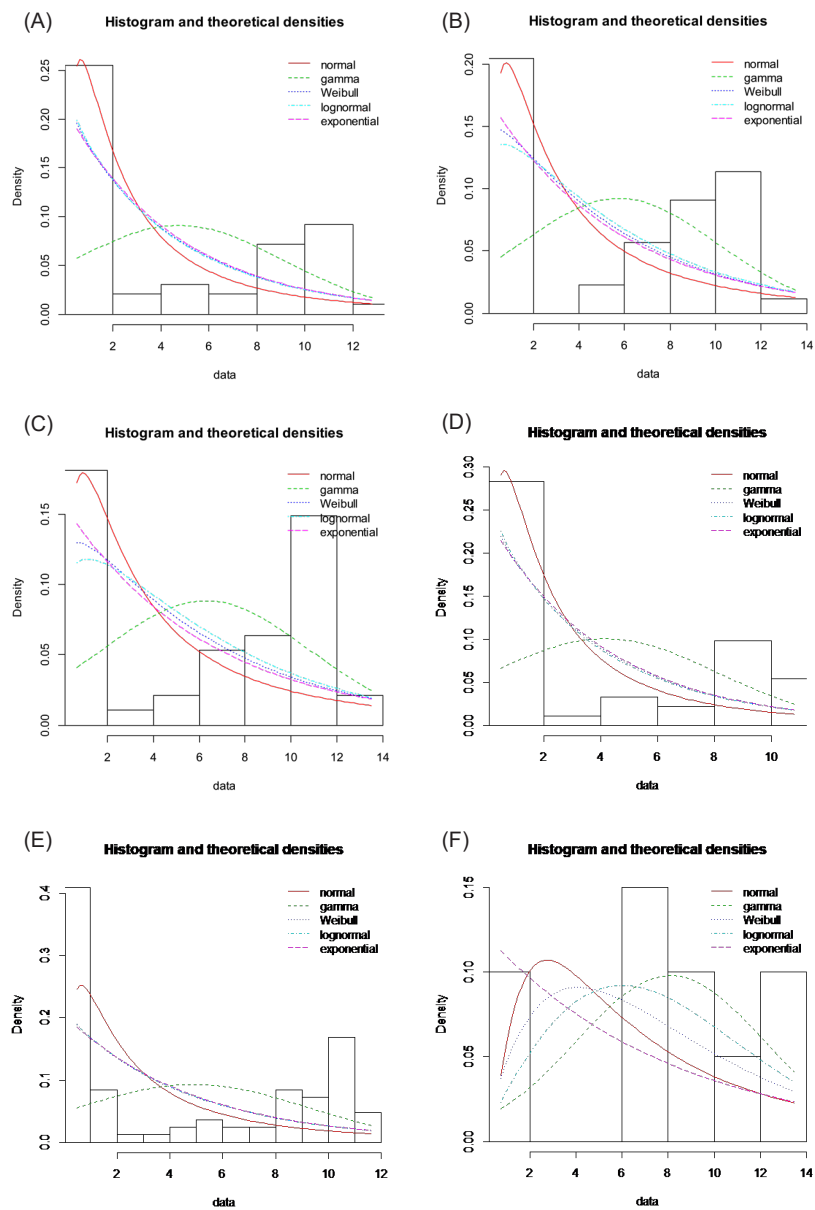 (A)
Histogram and theoretical densities
normal
gamma
Weibull
lognormal
exponential
0.25
0.20
0.15
0.10
0.05
0.00
Density
2 4 6 8 10 12
data
(B)
Histogram and theoretical densities
normal
gamma
Weibull
lognormal
exponential
0.20
0.15
0.10
0.05
0.00
Density
2 4 6 8 10 12 14
data
(C)
Histogram and theoretical densities
normal
gamma
Weibull
lognormal
exponential
0.15
0.10
0.05
0.00
Density
2 4 6 8 10 12 14
data
(D)
Histogram and theoretical densities
normal
gamma
Weibull
lognormal
exponential
0.30
0.25
0.20
0.15
0.10
0.05
0.00
Density
2 4 6 8 10
data
(E)
Histogram and theoretical densities
normal
gamma
Weibull
lognormal
exponential
0.4
0.3
0.2
0.1
0.0
Density
2 4 6 8 10 12
data
(F)
Histogram and theoretical densities
normal
gamma
Weibull
lognormal
exponential
0.15
0.10
0.05
0.00
Density
2 4 6 8 10 12 14
data